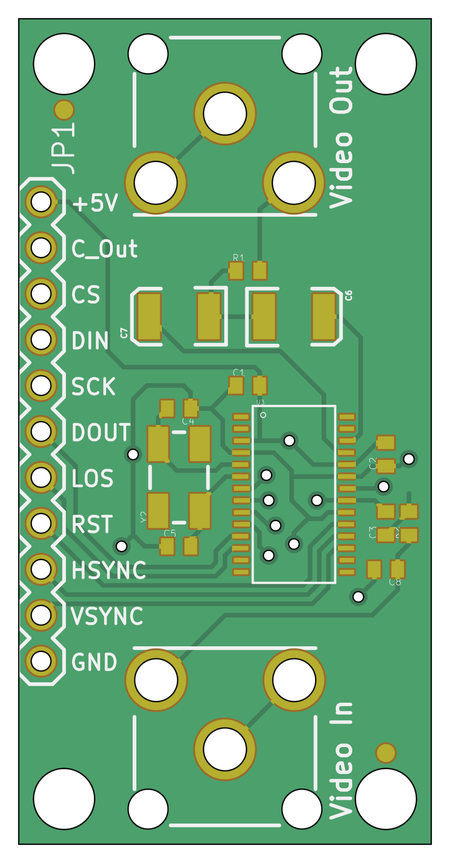 Video Out
JP1
+5V
C_Out
R1
CS
C6
C7
DIN
C1
SCK
C4
DOUT
C2
LOS
Y2
RST
C5
C3
HSYNC
C8
VSYNC
GND
Video In